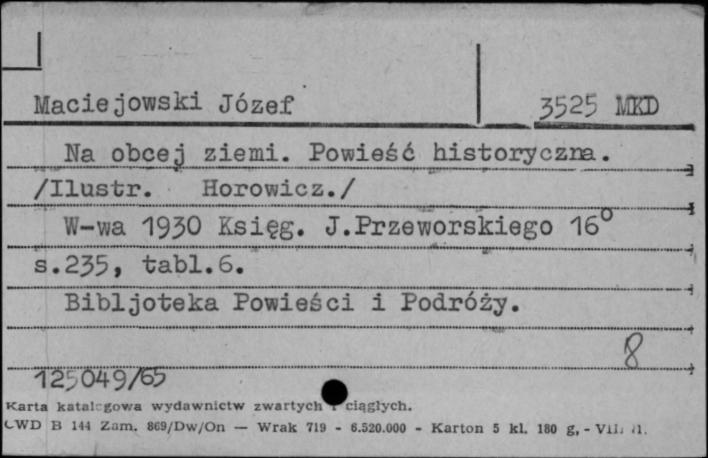 Maciejowski Józef 3525 MKD
Na obcej ziemi. Powieść historyczna.
/Ilustr. Horowicz./
W-wa 1930 Księg. J.Przeworskiego 16°
s.235, tabl.6.
Bibljoteka Powieści i Podróży.
8
125049/65
Karta katalogowa wydawnictw zwartych i ciągłych.
CWD B 144 Zam. 869/Dw/On — Wrak 719 - 6.520.000 - Karton 5 kl. 180 g, -